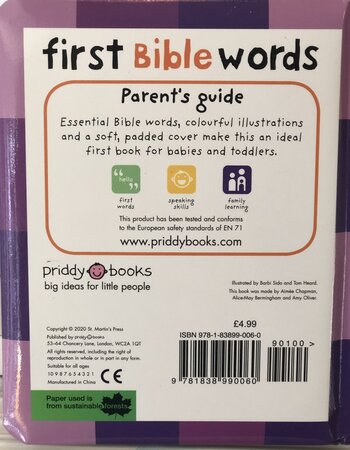 first Bible words
Parent's guide
Essential Bible words, colourful illustrations
and a soft, padded cover make this an ideal
first book for babies and toddlers.
“hello”
first
words
speaking
skills
family
learning
This product has been tested and conforms
to the European safety standards of EN 71
www.priddybooks.com
priddy books
big ideas for little people
Illustrated by Barbi Sido and Tom Heard.
This book was made by Aimée Chapman,
Alice-May Bermingham and Amy Oliver.
Copyright © 2020 St. Martin's Press
Published by priddy books
53–64 Chancery Lane, London, WC2A 1QT
All rights reserved, including the right of
reproduction in whole or in part in any form.
Suitable for all ages
10 9 8 7 6 5 4 3 2 1
Manufactured in China
CE
£4.99
ISBN 978-1-83899-006-0
90100 >
9 781838 990060
Paper used is
from sustainable forests.